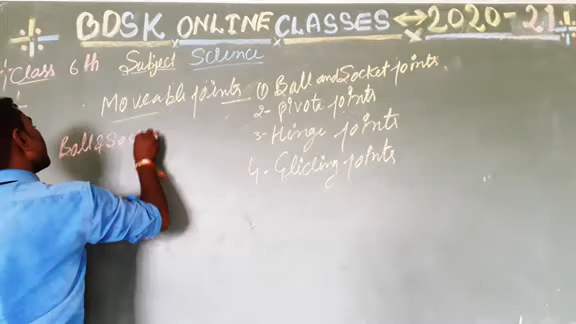 BDSK ONLINE CLASSES ↔ 2020-21
Class 6th Subject Science
Moveable joints
1) Ball and Socket joints
2- Pivote joints
3- Hinge joints
4. Gliding joints
Ball & Soc